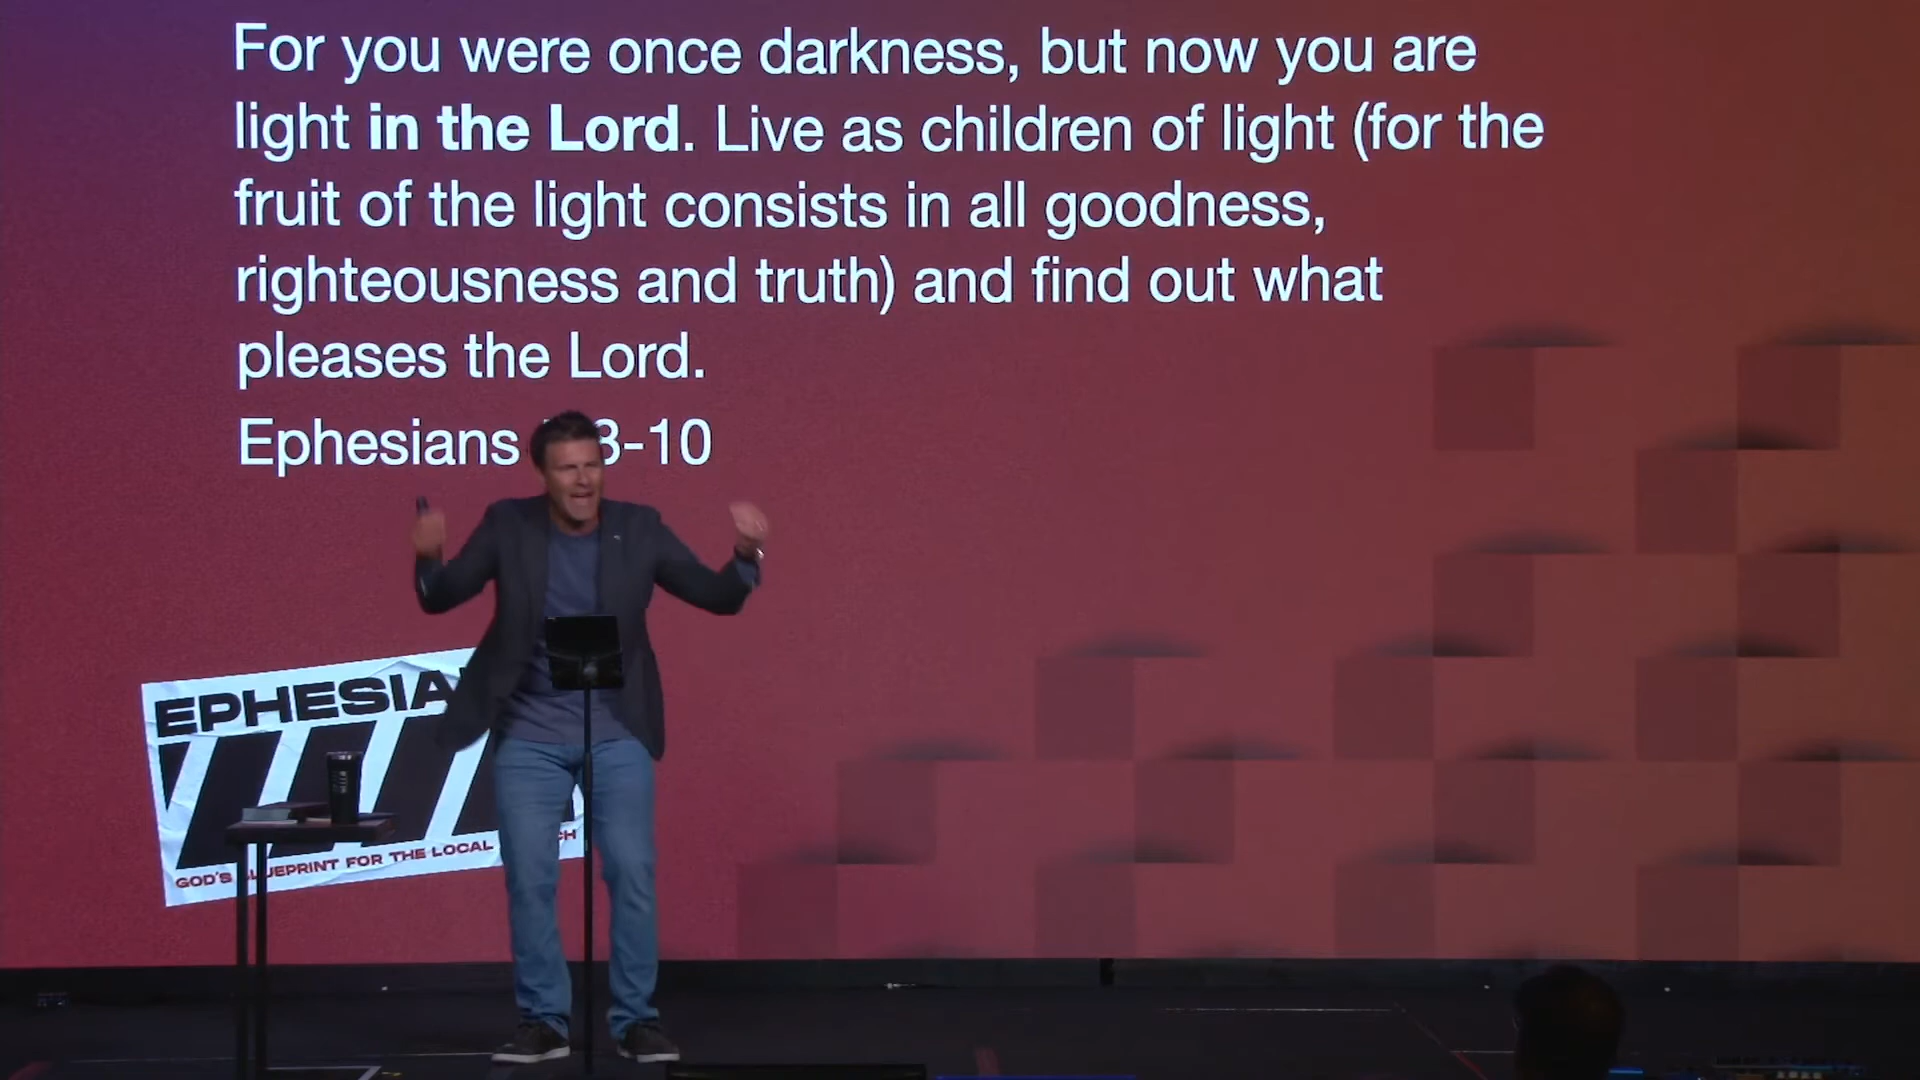 For you were once darkness, but now you are
light in the Lord. Live as children of light (for the
fruit of the light consists in all goodness,
righteousness and truth) and find out what
pleases the Lord.
Ephesians 8-10
EPHESIA
GOD'S FOR THE LOCAL